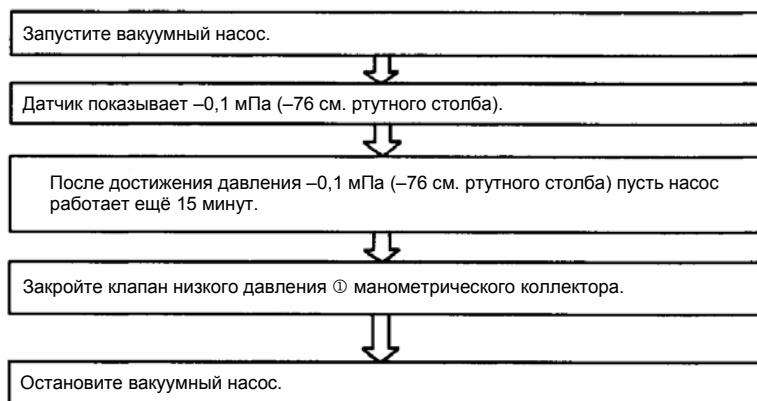 Запустите вакуумный насос.
Датчик показывает –0,1 мПа (–76 см. ртутного столба).
После достижения давления –0,1 мПа (–76 см. ртутного столба) пусть насос
работает ещё 15 минут.
Закройте клапан низкого давления ① манометрического коллектора.
Остановите вакуумный насос.